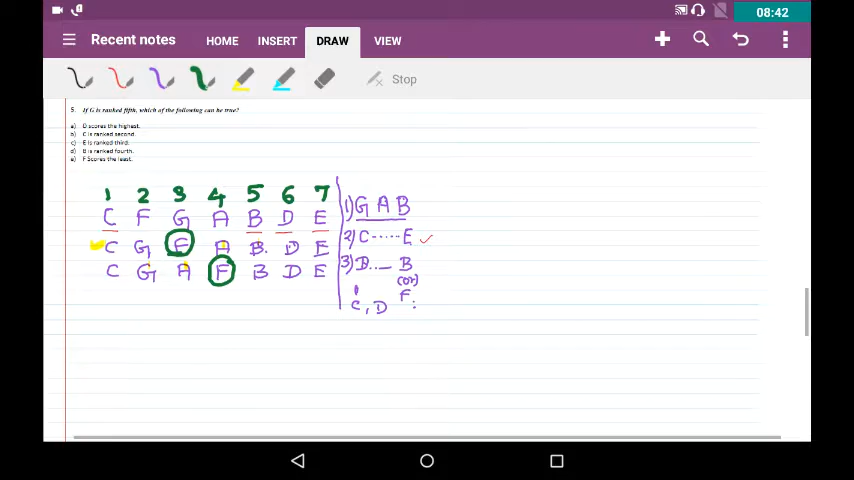 08:42
Recent notes HOME INSERT DRAW VIEW
Stop
5. If G is ranked fifth, which of the following can be true?
a) D scores the highest.
b) C is ranked second.
c) E is ranked third.
d) B is ranked fourth.
e) F Scores the least.
1 2 3 4 5 6 7
C F G A B D E
C G F A B. D E
C G A F B D E
1) G A B
2) C ..... E ✓
3) D..._ B
(or)
C, D F: